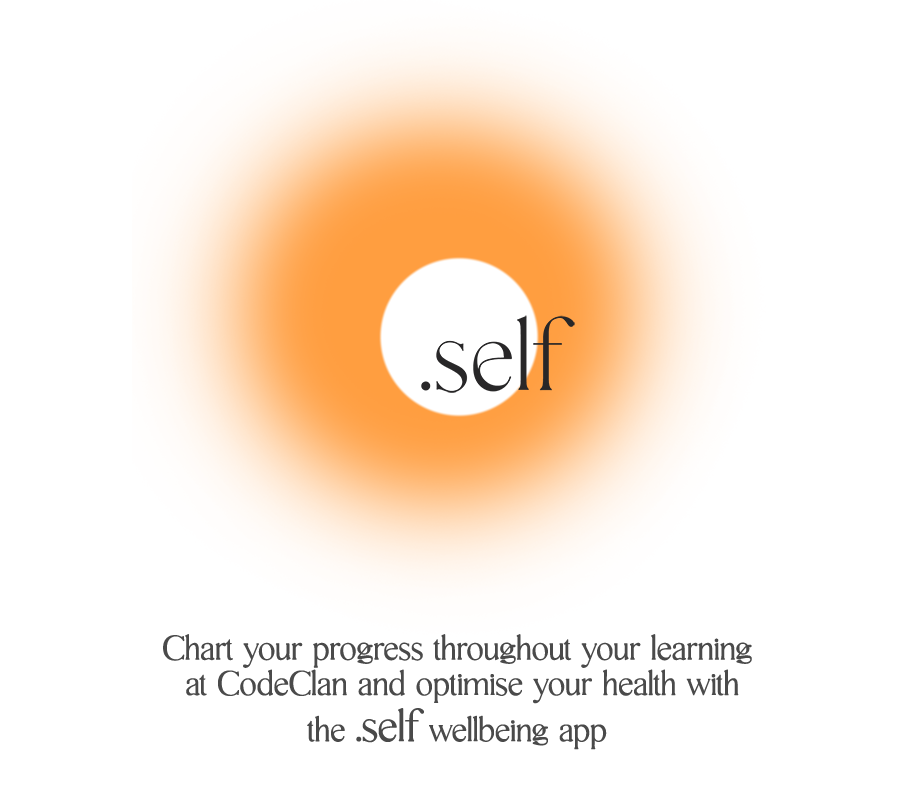 .self
Chart your progress throughout your learning
at CodeClan and optimise your health with
the .self wellbeing app